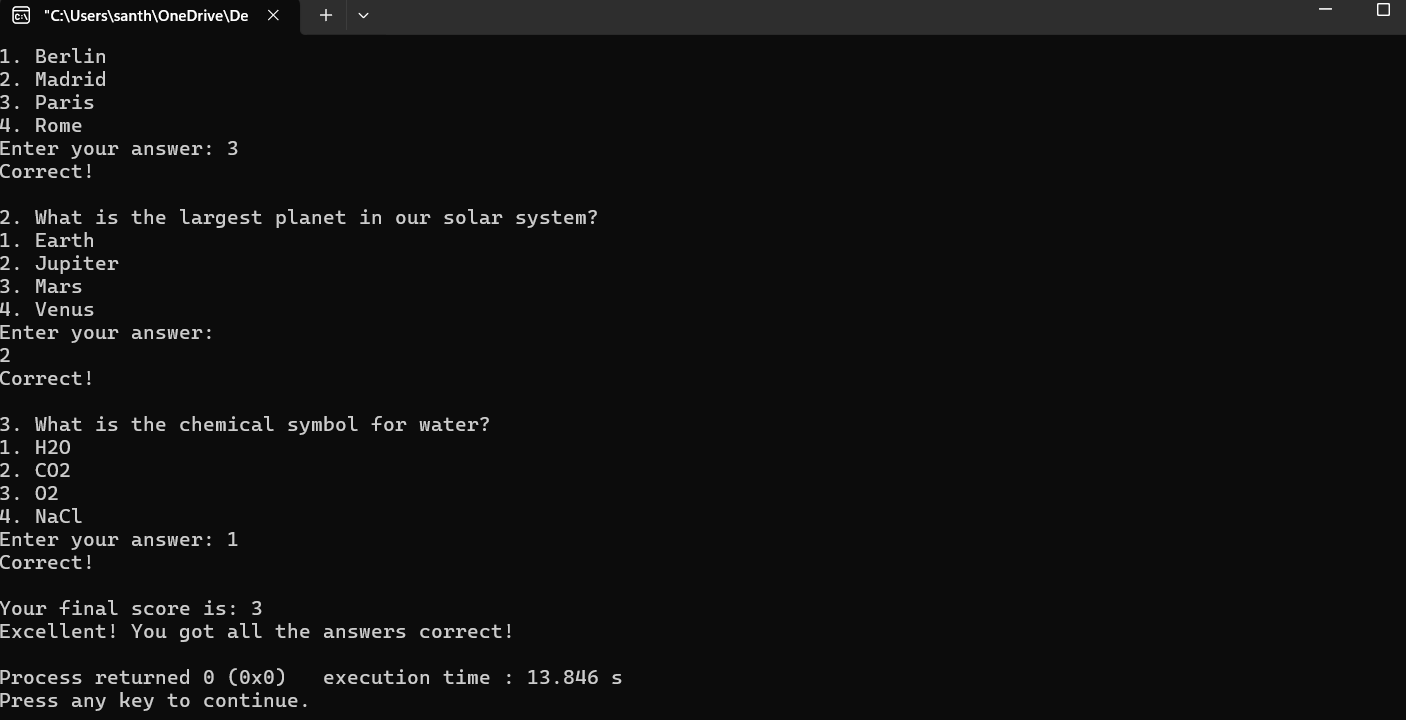 "C:\Users\santh\OneDrive\De
1. Berlin
2. Madrid
3. Paris
4. Rome
Enter your answer: 3
Correct!
2. What is the largest planet in our solar system?
1. Earth
2. Jupiter
3. Mars
4. Venus
Enter your answer:
2
Correct!
3. What is the chemical symbol for water?
1. H2O
2. CO2
3. O2
4. NaCl
Enter your answer: 1
Correct!
Your final score is: 3
Excellent! You got all the answers correct!
Process returned 0 (0x0)   execution time : 13.846 s
Press any key to continue.